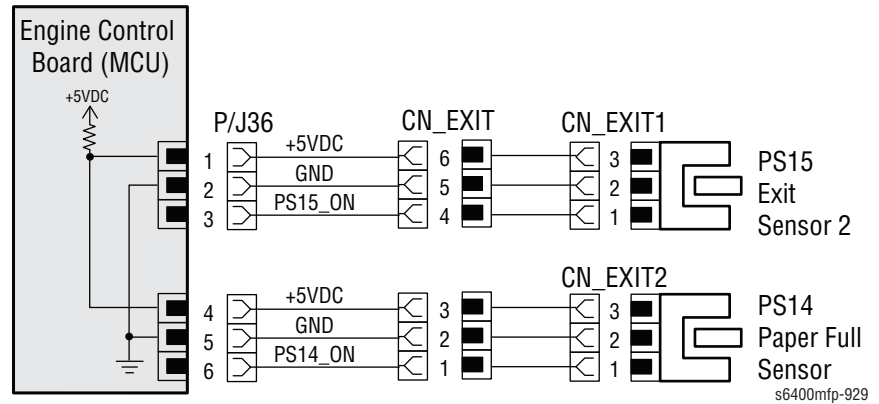 Engine Control
Board (MCU)
+5VDC
P/J36
CN_EXIT
CN_EXIT1
1
+5VDC
6
3
2
GND
5
2
3
PS15_ON
4
1
PS15
Exit
Sensor 2
CN_EXIT2
4
+5VDC
3
3
5
GND
2
2
6
PS14_ON
1
1
PS14
Paper Full
Sensor
s6400mfp-929